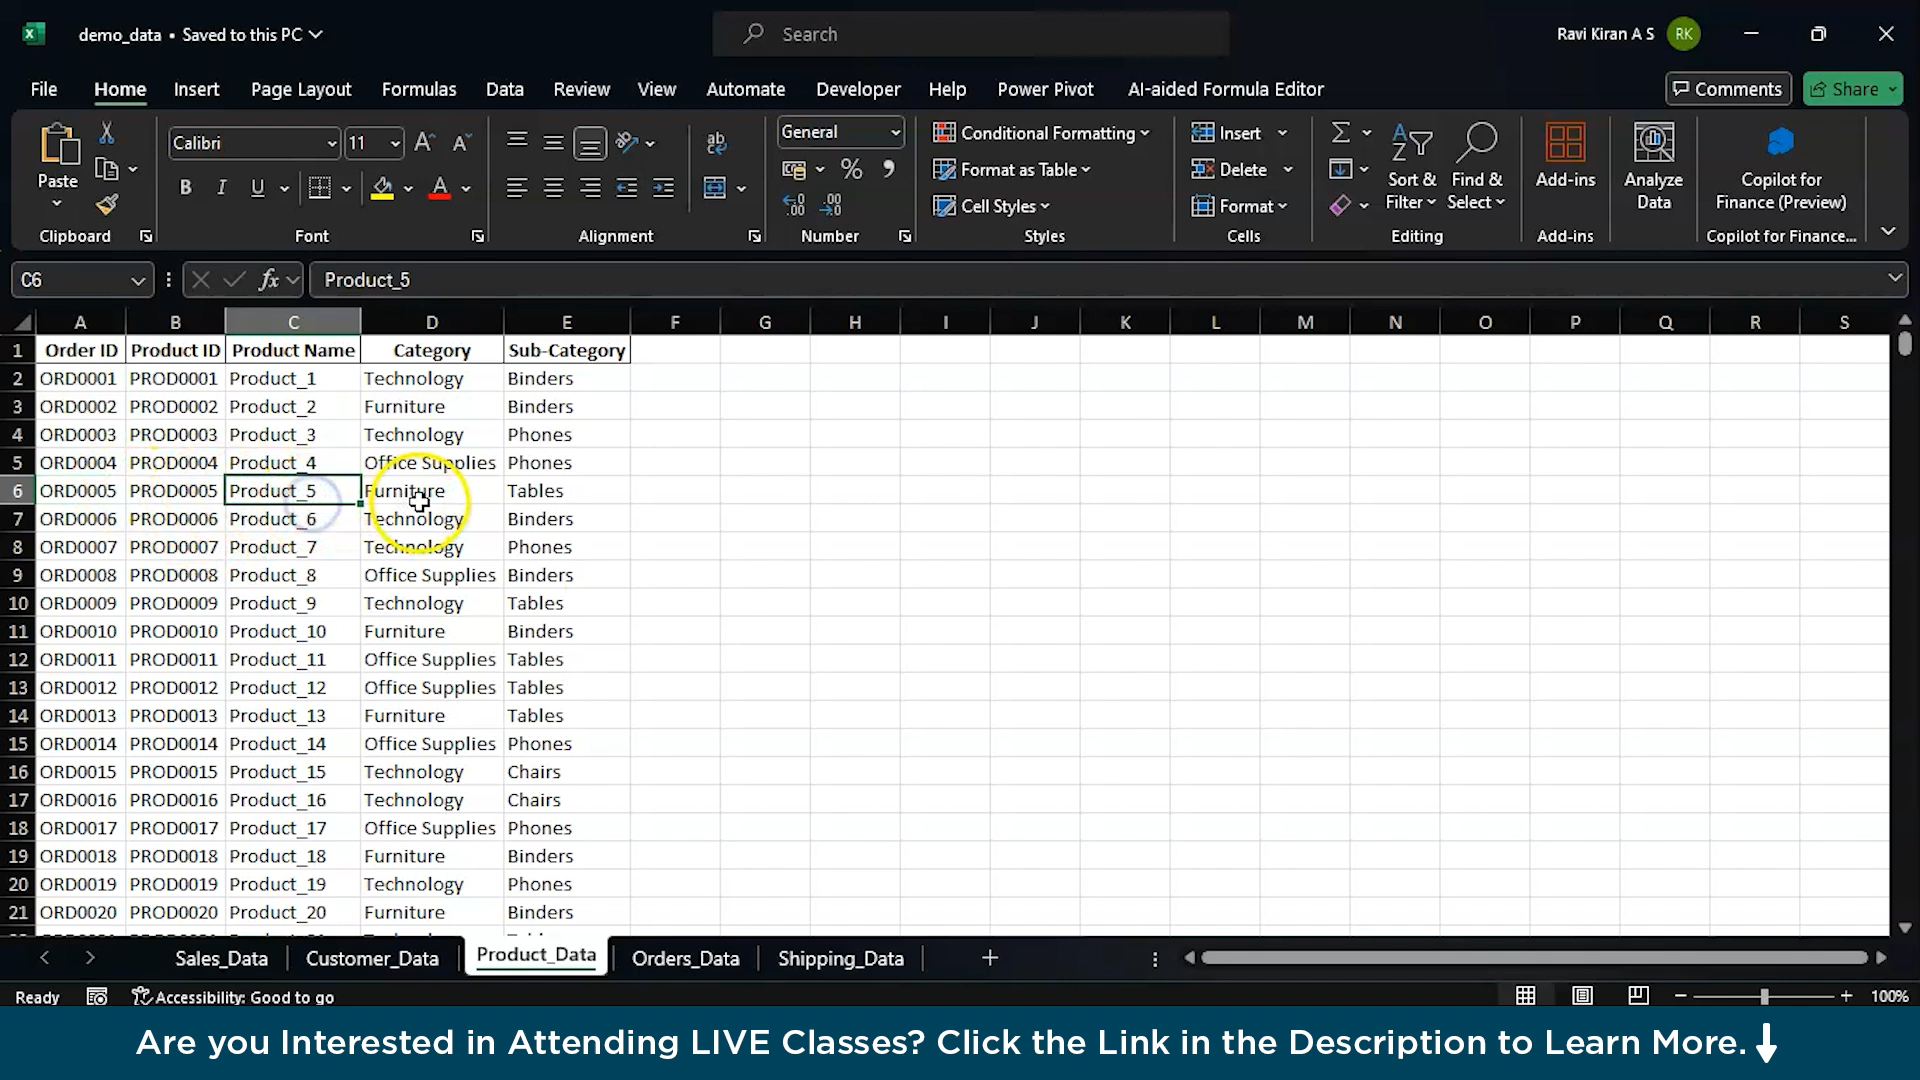 demo_data • Saved to this PC
Search
Ravi Kiran A S
RK
File Home Insert Page Layout Formulas Data Review View Automate Developer Help Power Pivot AI-aided Formula Editor
Comments
Share
Paste
Calibri
11
General
Conditional Formatting
Format as Table
Cell Styles
Insert
Delete
Format
Sort & Filter
Find & Select
Add-ins
Analyze Data
Copilot for Finance (Preview)
Clipboard Font Alignment Number Styles Cells Editing Add-ins Copilot for Finance...
C6 fx Product_5
A B C D E F G H I J K L M N O P Q R S
1 Order ID Product ID Product Name Category Sub-Category
2 ORD0001 PROD0001 Product_1 Technology Binders
3 ORD0002 PROD0002 Product_2 Furniture Binders
4 ORD0003 PROD0003 Product_3 Technology Phones
5 ORD0004 PROD0004 Product_4 Office Supplies Phones
6 ORD0005 PROD0005 Product_5 Furniture Tables
7 ORD0006 PROD0006 Product_6 Technology Binders
8 ORD0007 PROD0007 Product_7 Technology Phones
9 ORD0008 PROD0008 Product_8 Office Supplies Binders
10 ORD0009 PROD0009 Product_9 Technology Tables
11 ORD0010 PROD0010 Product_10 Furniture Binders
12 ORD0011 PROD0011 Product_11 Office Supplies Tables
13 ORD0012 PROD0012 Product_12 Office Supplies Tables
14 ORD0013 PROD0013 Product_13 Furniture Tables
15 ORD0014 PROD0014 Product_14 Office Supplies Phones
16 ORD0015 PROD0015 Product_15 Technology Chairs
17 ORD0016 PROD0016 Product_16 Technology Chairs
18 ORD0017 PROD0017 Product_17 Office Supplies Phones
19 ORD0018 PROD0018 Product_18 Furniture Binders
20 ORD0019 PROD0019 Product_19 Technology Phones
21 ORD0020 PROD0020 Product_20 Furniture Binders
Sales_Data Customer_Data Product_Data Orders_Data Shipping_Data
Ready Accessibility: Good to go 100%
Are you Interested in Attending LIVE Classes? Click the Link in the Description to Learn More.